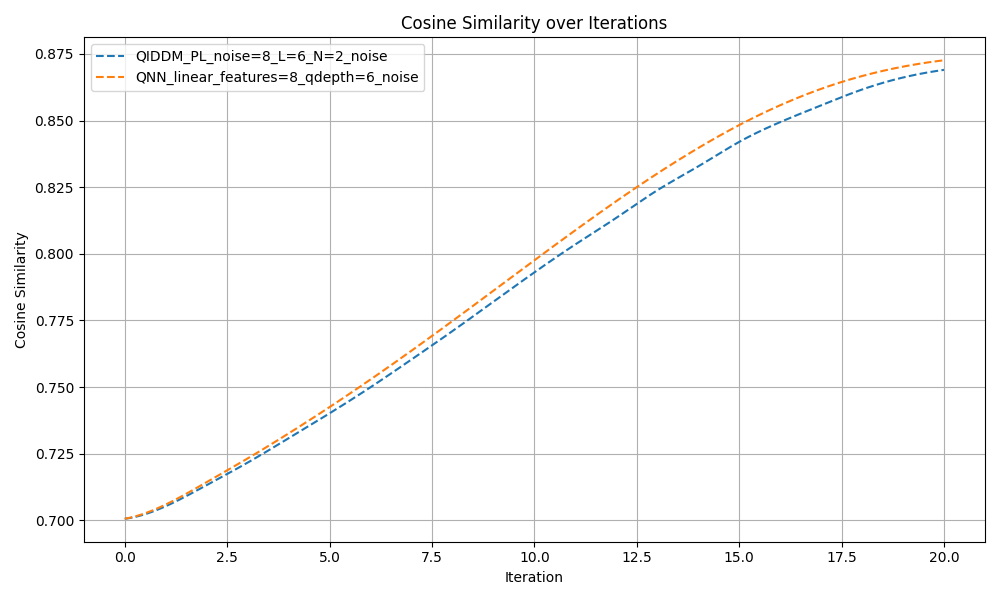 Cosine Similarity over Iterations
QIDDM_PL_noise=8_L=6_N=2_noise
QNN_linear_features=8_qdepth=6_noise
Cosine Similarity
0.875
0.850
0.825
0.800
0.775
0.750
0.725
0.700
0.0 2.5 5.0 7.5 10.0 12.5 15.0 17.5 20.0
Iteration